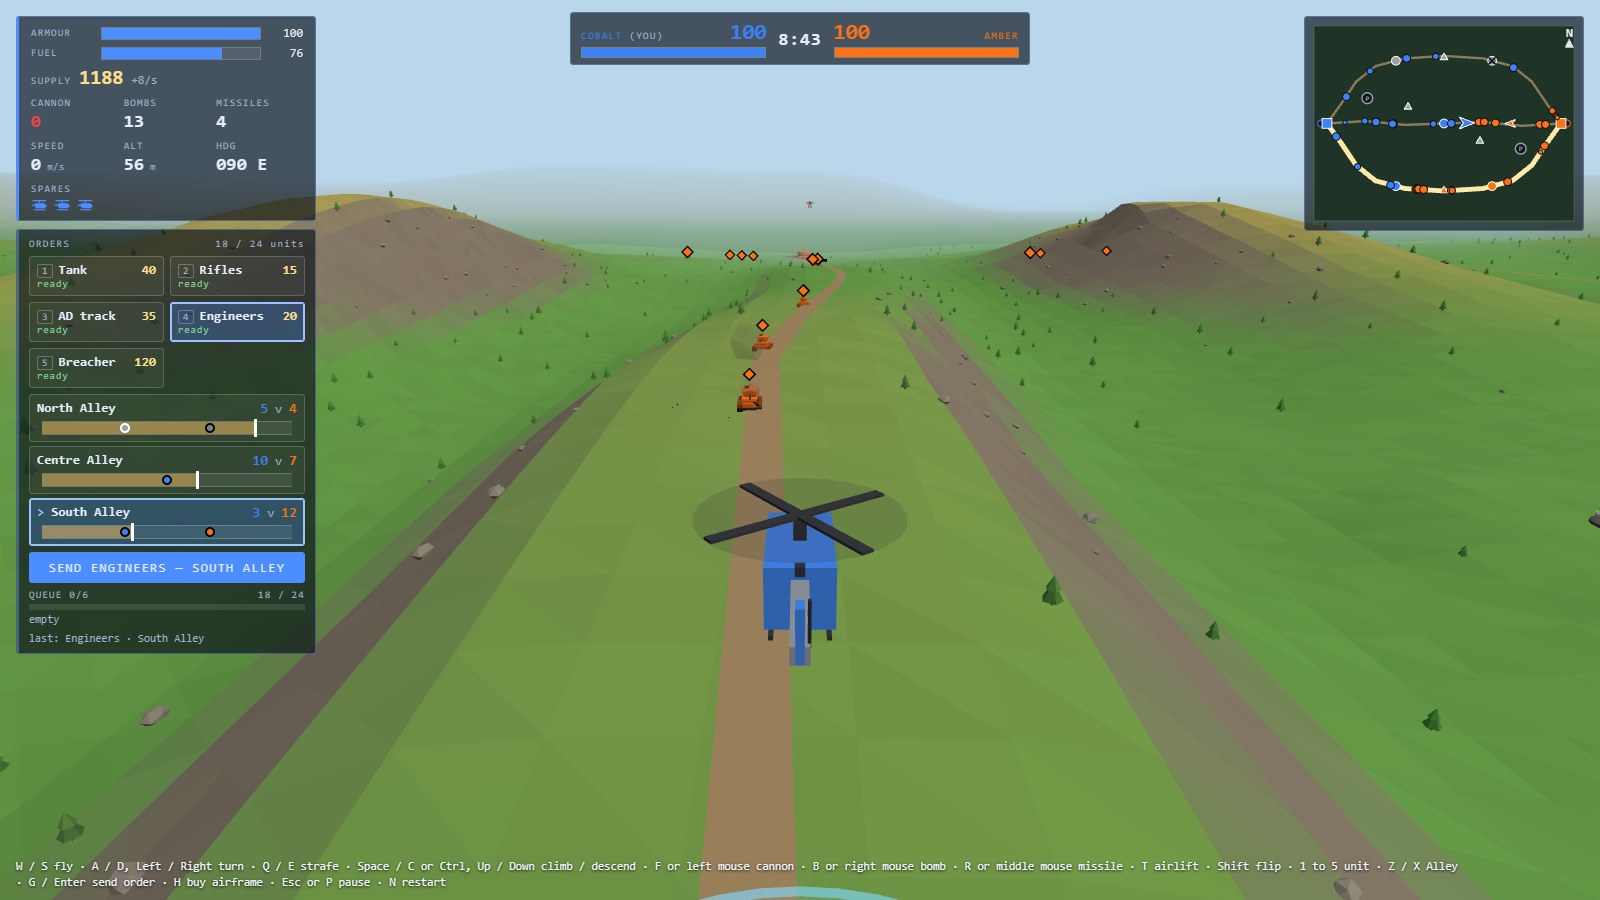 ARMOUR 100
FUEL 76
SUPPLY 1188 +8/s
CANNON BOMBS MISSILES
0 13 4
SPEED ALT HDG
0 m/s 56 m 090 E
SPARES
ORDERS 18 / 24 units
1 Tank 40
ready
2 Rifles 15
ready
3 AD track 35
ready
4 Engineers 20
ready
5 Breacher 120
ready
North Alley 5 v 4
Centre Alley 10 v 7
> South Alley 3 v 12
SEND ENGINEERS — SOUTH ALLEY
QUEUE 0/6 18 / 24
empty
last: Engineers · South Alley
COBALT (YOU) 100 8:43 100 AMBER
N
P
P
W / S fly · A / D, Left / Right turn · Q / E strafe · Space / C or Ctrl, Up / Down climb / descend · F or left mouse cannon · B or right mouse bomb · R or middle mouse missile · T airlift · Shift flip · 1 to 5 unit · Z / X Alley
· G / Enter send order · H buy airframe · Esc or P pause · N restart